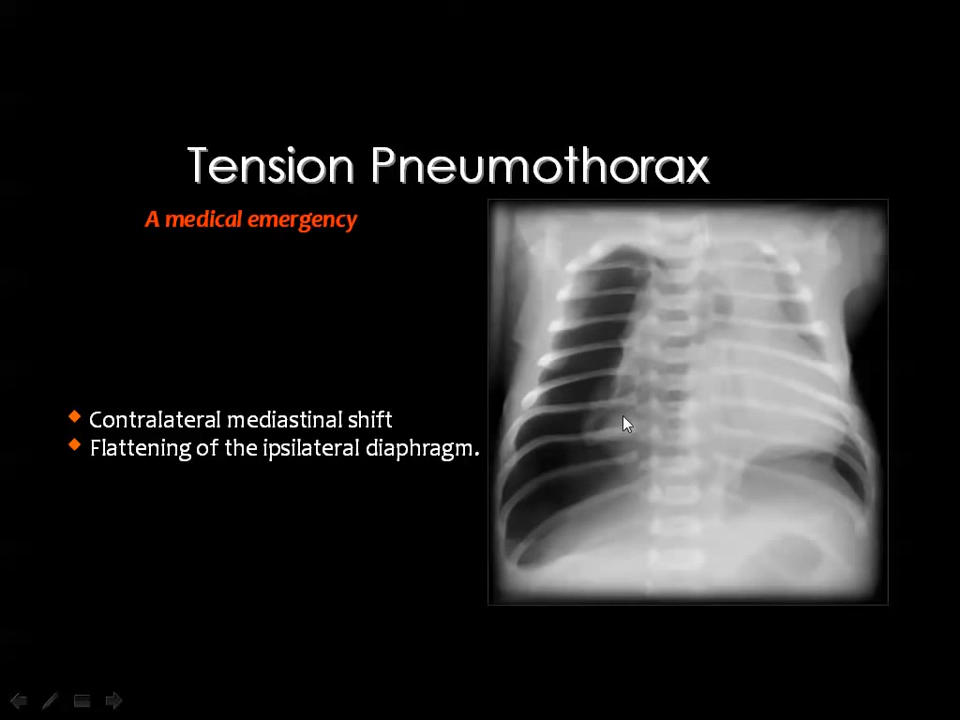 Tension Pneumothorax
A medical emergency
Contralateral mediastinal shift
Flattening of the ipsilateral diaphragm.